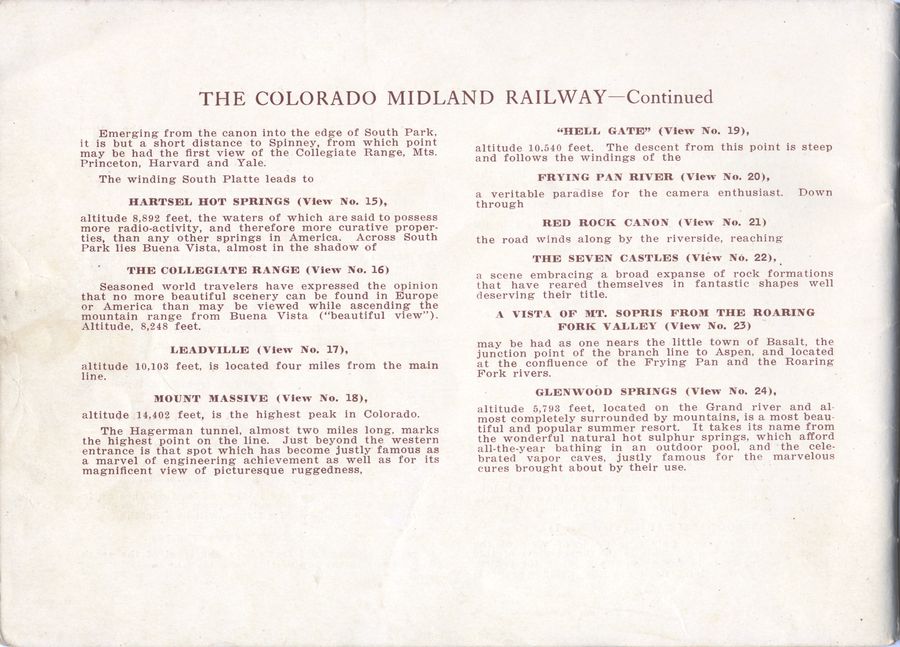 THE COLORADO MIDLAND RAILWAY—Continued
Emerging from the canon into the edge of South Park,
it is but a short distance to Spinney, from which point
may be had the first view of the Collegiate Range, Mts.
Princeton, Harvard and Yale.
The winding South Platte leads to
HARTSEL HOT SPRINGS (View No. 15),
altitude 8,892 feet, the waters of which are said to possess
more radio-activity, and therefore more curative proper-
ties, than any other springs in America. Across South
Park lies Buena Vista, almost in the shadow of
THE COLLEGIATE RANGE (View No. 16)
Seasoned world travelers have expressed the opinion
that no more beautiful scenery can be found in Europe
or America than may be viewed while ascending the
mountain range from Buena Vista ("beautiful view").
Altitude, 8,248 feet.
LEADVILLE (View No. 17),
altitude 10,103 feet, is located four miles from the main
line.
MOUNT MASSIVE (View No. 18),
altitude 14,402 feet, is the highest peak in Colorado.
The Hagerman tunnel, almost two miles long, marks
the highest point on the line. Just beyond the western
entrance is that spot which has become justly famous as
a marvel of engineering achievement as well as for its
magnificent view of picturesque ruggedness,
"HELL GATE" (View No. 19),
altitude 10,540 feet. The descent from this point is steep
and follows the windings of the
FRYING PAN RIVER (View No. 20),
a veritable paradise for the camera enthusiast. Down
through
RED ROCK CANON (View No. 21)
the road winds along by the riverside, reaching
THE SEVEN CASTLES (View No. 22),
a scene embracing a broad expanse of rock formations
that have reared themselves in fantastic shapes well
deserving their title.
A VISTA OF MT. SOPRIS FROM THE ROARING
FORK VALLEY (View No. 23)
may be had as one nears the little town of Basalt, the
junction point of the branch line to Aspen, and located
at the confluence of the Frying Pan and the Roaring
Fork rivers.
GLENWOOD SPRINGS (View No. 24),
altitude 5,793 feet, located on the Grand river and al-
most completely surrounded by mountains, is a most beau-
tiful and popular summer resort. It takes its name from
the wonderful natural hot sulphur springs, which afford
all-the-year bathing in an outdoor pool, and the cele-
brated vapor caves, justly famous for the marvelous
cures brought about by their use.